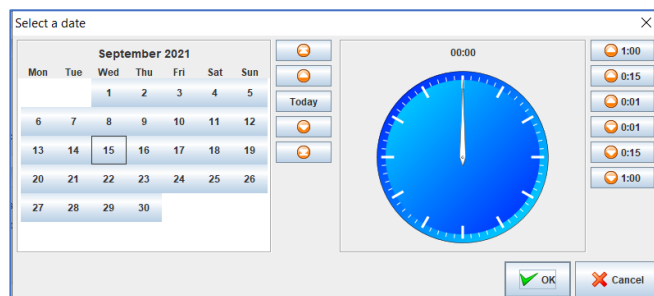 Select a date
September 2021
Mon Tue Wed Thu Fri Sat Sun
1 2 3 4 5
6 7 8 9 10 11 12
13 14 15 16 17 18 19
20 21 22 23 24 25 26
27 28 29 30
Today
00:00
1:00
0:15
0:01
0:01
0:15
1:00
OK
Cancel